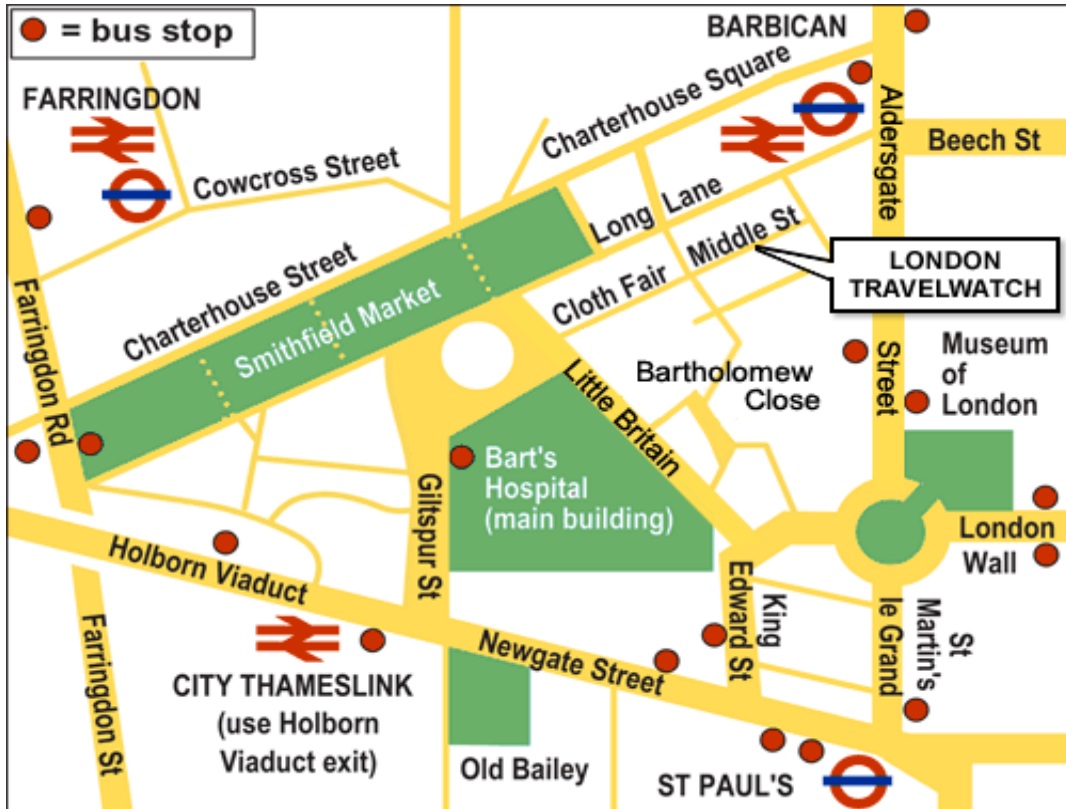 = bus stop
BARBICAN
FARRINGDON
Charterhouse Square
Aldersgate
Beech St
Cowcross Street
Long Lane
Middle St
LONDON
TRAVELWATCH
Charterhouse Street
Smithfield Market
Cloth Fair
Farringdon Rd
Street
Museum
of
London
Bartholomew
Close
Little Britain
Bart's
Hospital
(main building)
Giltspur St
London
Wall
Holborn Viaduct
King
Edward St
St
Martin's
le Grand
Farringdon St
Newgate Street
CITY THAMESLINK
(use Holborn
Viaduct exit)
Old Bailey
ST PAUL'S